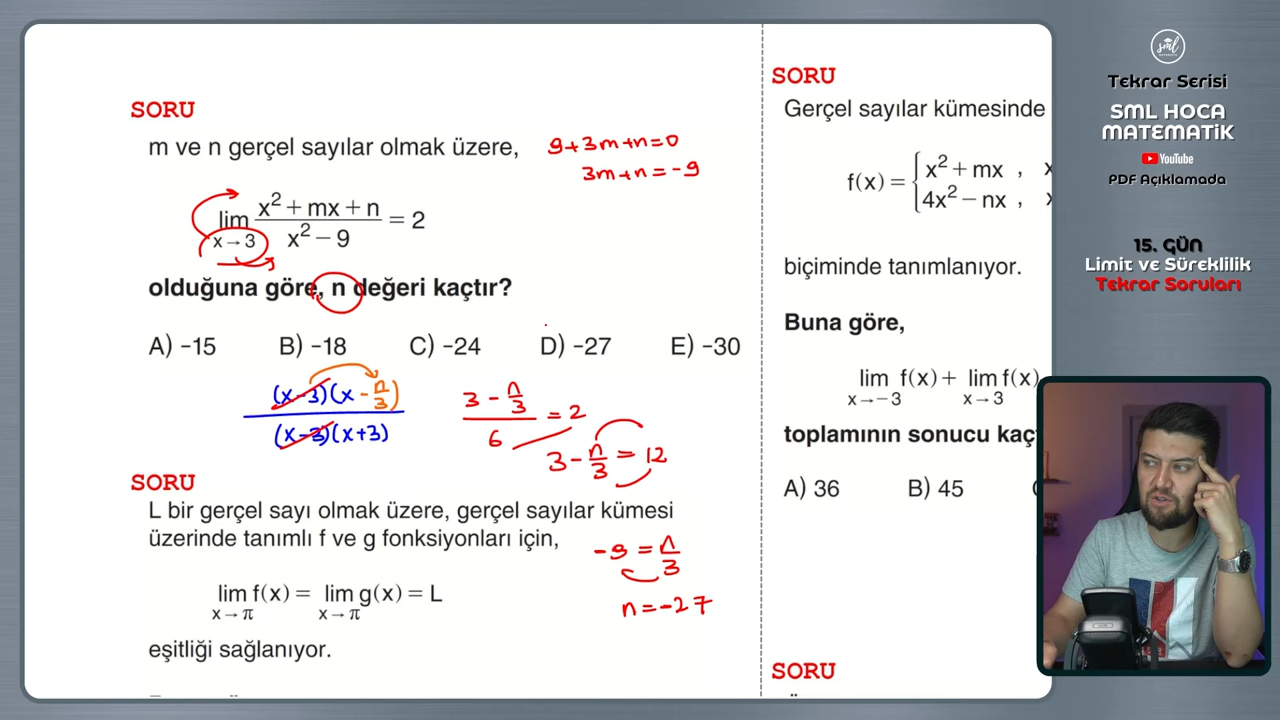 SORU
m ve n gerçel sayılar olmak üzere,
9+3m+n=0
3m+n=-9
lim x→3 x²+mx+n / x²-9 = 2
olduğuna göre, n değeri kaçtır?
A) -15 B) -18 C) -24 D) -27 E) -30
(x-3)(x-n/3) / (x-3)(x+3)
3-n/3 / 6 = 2
3-n/3 = 12
-9 = n/3
n=-27
SORU
L bir gerçel sayı olmak üzere, gerçel sayılar kümesi
üzerinde tanımlı f ve g fonksiyonları için,
lim x→π f(x) = lim x→π g(x) = L
eşitliği sağlanıyor.
SORU
Gerçel sayılar kümesinde
f(x) = { x²+mx ,
4x²-nx ,
biçiminde tanımlanıyor.
Buna göre,
lim x→-3 f(x) + lim x→3 f(x)
toplamının sonucu
A) 36 B) 45
SORU
sml
Tekrar Serisi
SML HOCA
MATEMATİK
YouTube
PDF Açıklamada
15. GÜN
Limit ve Süreklilik
Tekrar Soruları